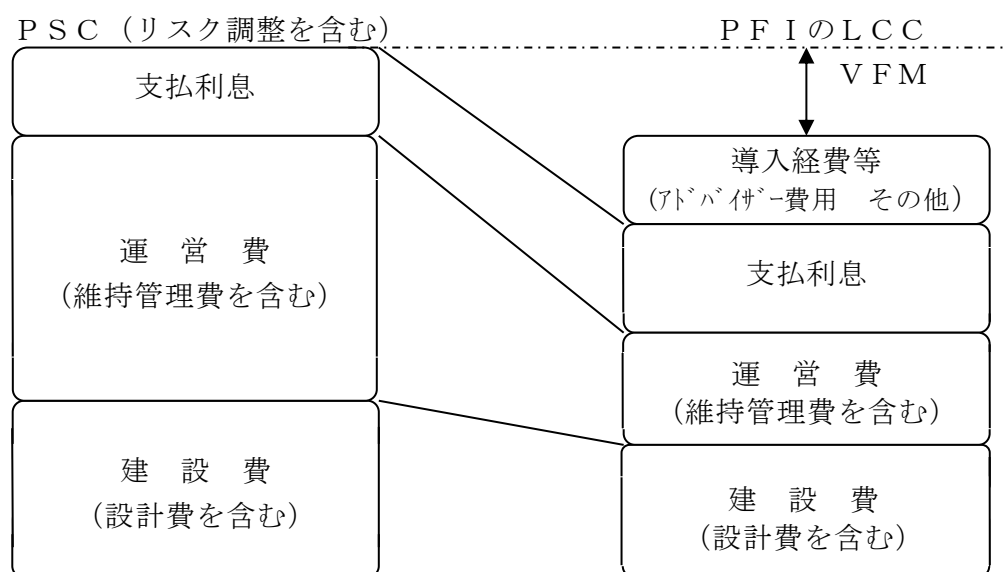 ＰＳＣ（リスク調整を含む）
支払利息
運　営　費
（維持管理費を含む）
建　設　費
（設計費を含む）
ＰＦＩのＬＣＣ
ＶＦＭ
導入経費等
（ｱﾄﾞﾊﾞｲｻﾞｰ費用　その他）
支払利息
運　営　費
（維持管理費を含む）
建　設　費
（設計費を含む）